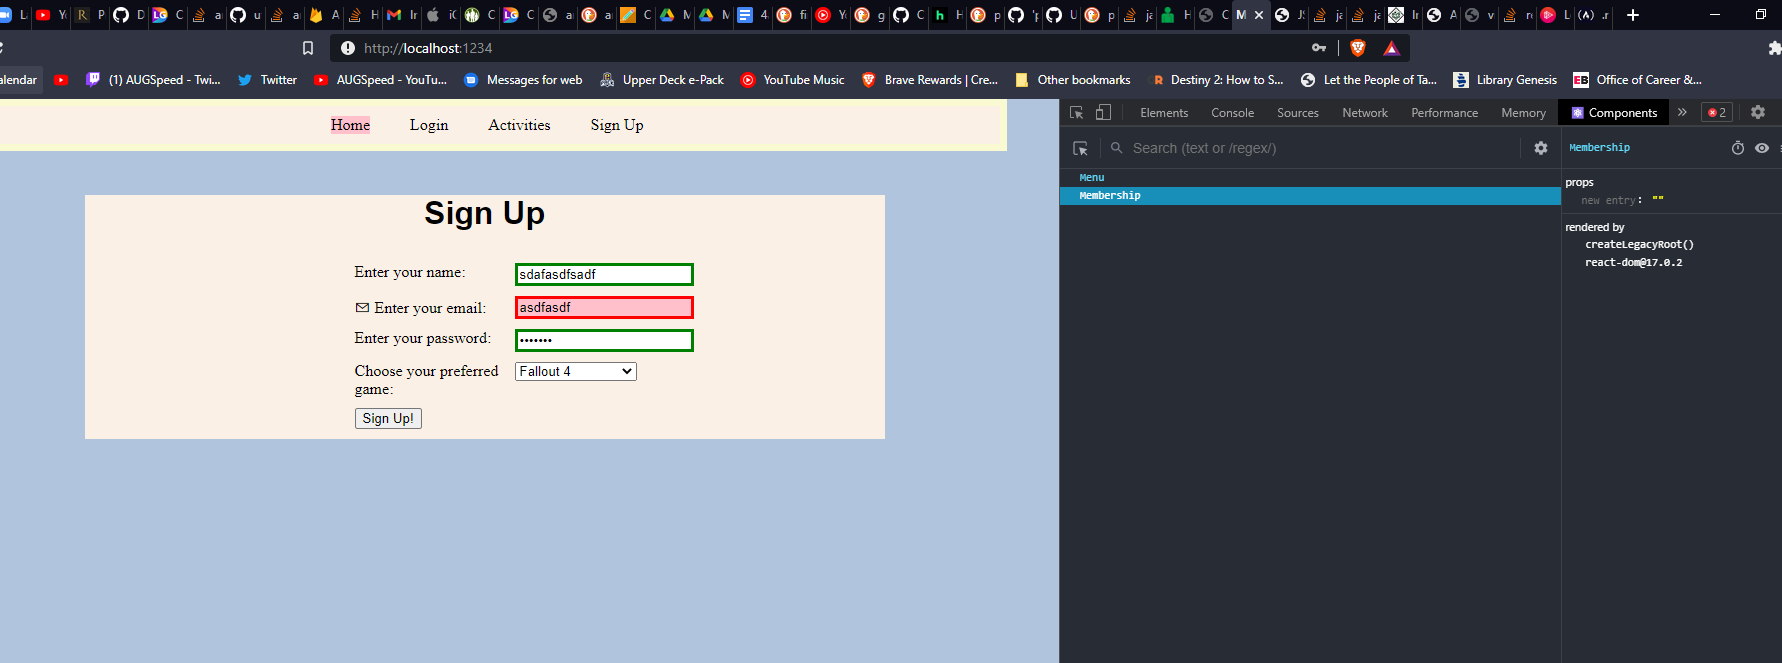 http://localhost:1234
alendar
(1) AUGSpeed - Twi...
Twitter
AUGSpeed - YouTu...
Messages for web
Upper Deck e-Pack
YouTube Music
Brave Rewards | Cre...
Other bookmarks
Destiny 2: How to S...
Let the People of Ta...
Library Genesis
Office of Career &...
Home Login Activities Sign Up
Elements Console Sources Network Performance Memory Components » 2
Search (text or /regex/)
Membership
Menu
Membership
props
new entry: ""
rendered by
createLegacyRoot()
react-dom@17.0.2
Sign Up
Enter your name: sdafasdfsadf
Enter your email: asdfasdf
Enter your password: •••••••
Choose your preferred Fallout 4
game:
Sign Up!